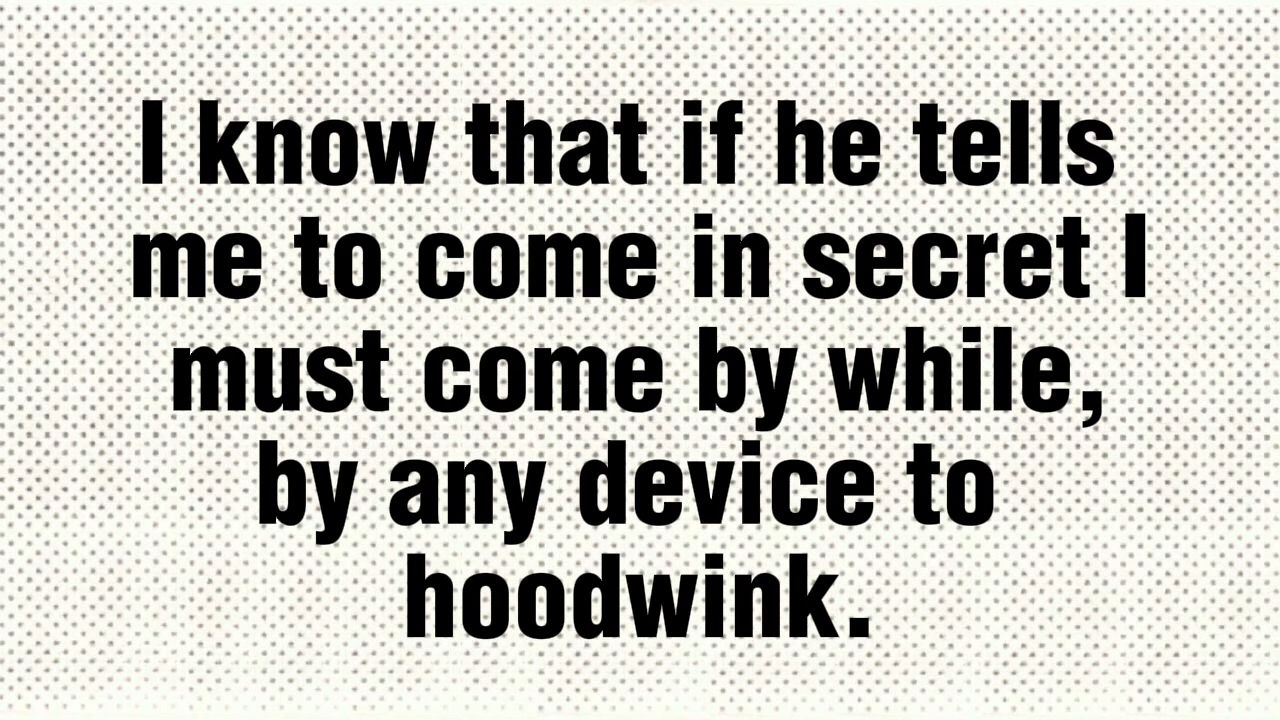 I know that if he tells
me to come in secret I
must come by while,
by any device to
hoodwink.